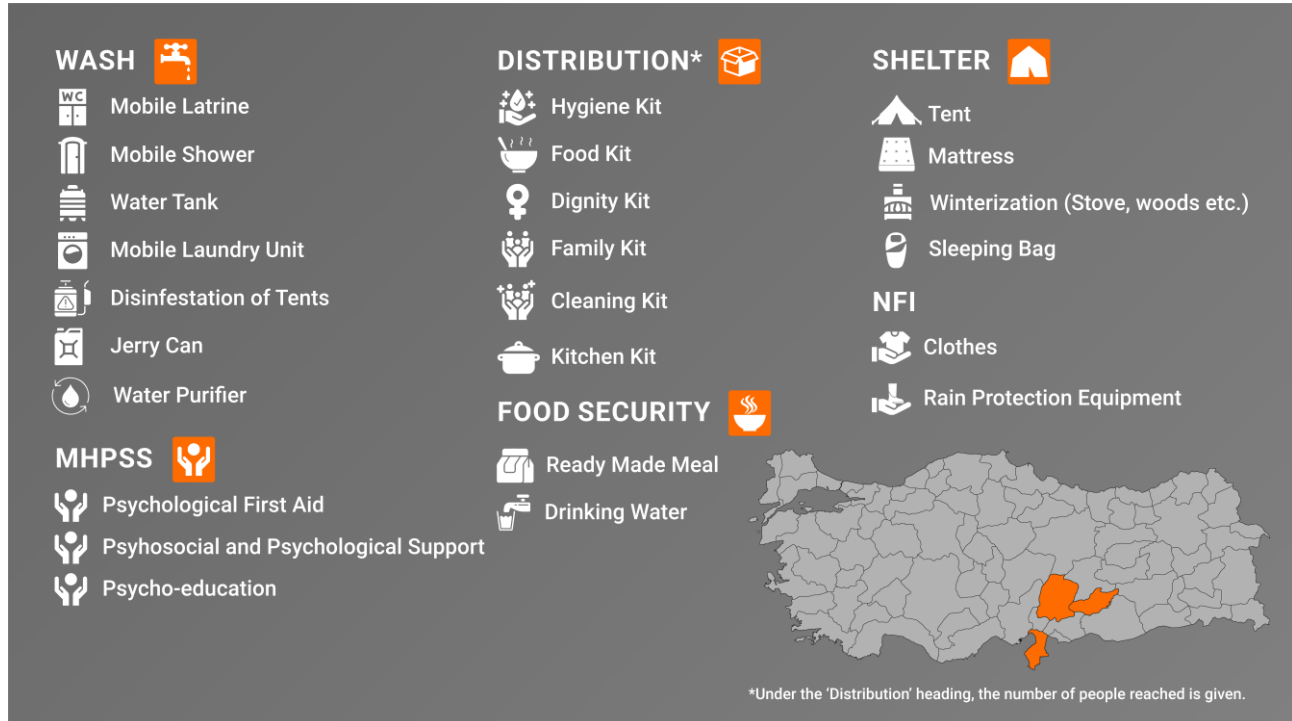 WASH
WC
Mobile Latrine
Mobile Shower
Water Tank
Mobile Laundry Unit
Disinfestation of Tents
Jerry Can
Water Purifier
MHPSS
Psychological First Aid
Psyhosocial and Psychological Support
Psycho-education
DISTRIBUTION*
Hygiene Kit
Food Kit
Dignity Kit
Family Kit
Cleaning Kit
Kitchen Kit
FOOD SECURITY
Ready Made Meal
Drinking Water
SHELTER
Tent
Mattress
Winterization (Stove, woods etc.)
Sleeping Bag
NFI
Clothes
Rain Protection Equipment
*Under the ‘Distribution’ heading, the number of people reached is given.